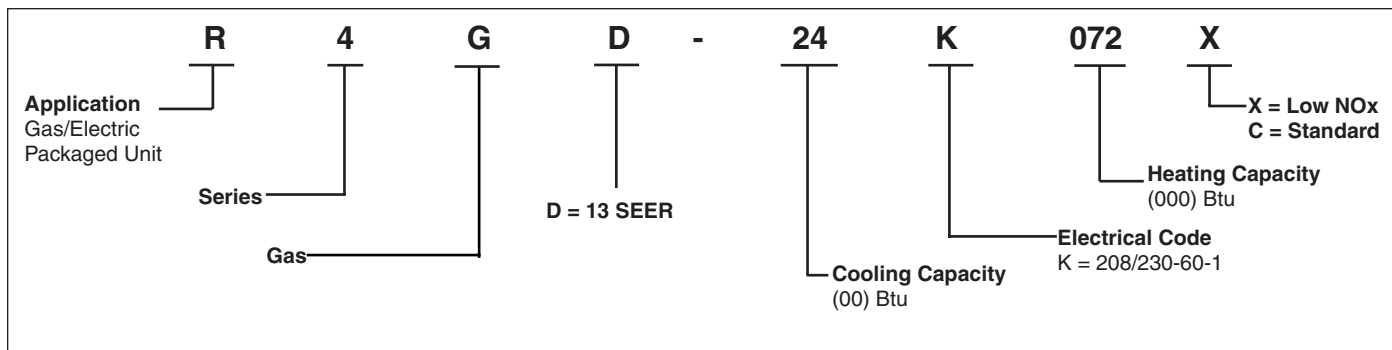 R 4 G D - 24 K 072 X
Application
Gas/Electric
Packaged Unit
Series
Gas
D = 13 SEER
Cooling Capacity
(00) Btu
Electrical Code
K = 208/230-60-1
Heating Capacity
(000) Btu
X = Low NOx
C = Standard